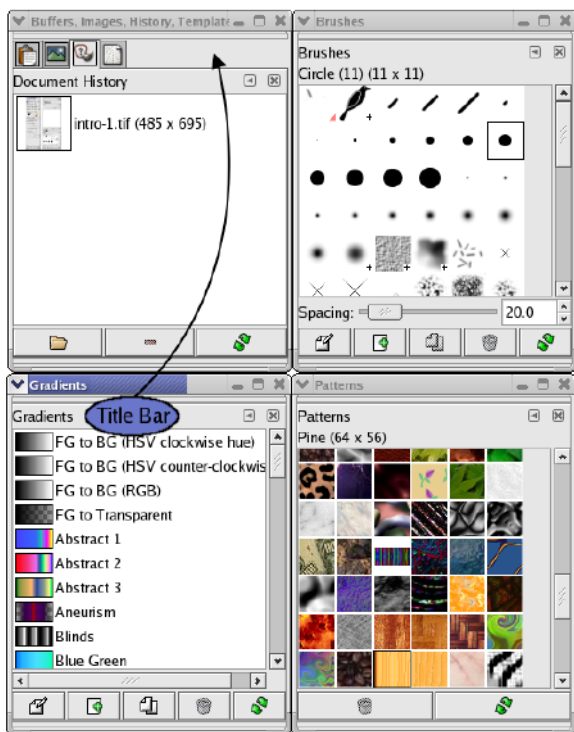 Buffers, Images, History, Template
Document History
intro-1.tif (485 x 695)
Brushes
Brushes
Circle (11) (11 x 11)
Spacing:
20.0
Gradients
Gradients
Title Bar
FG to BG (HSV clockwise hue)
FG to BG (HSV counter-clockwis
FG to BG (RGB)
FG to Transparent
Abstract 1
Abstract 2
Abstract 3
Aneurism
Blinds
Blue Green
Patterns
Patterns
Pine (64 x 56)